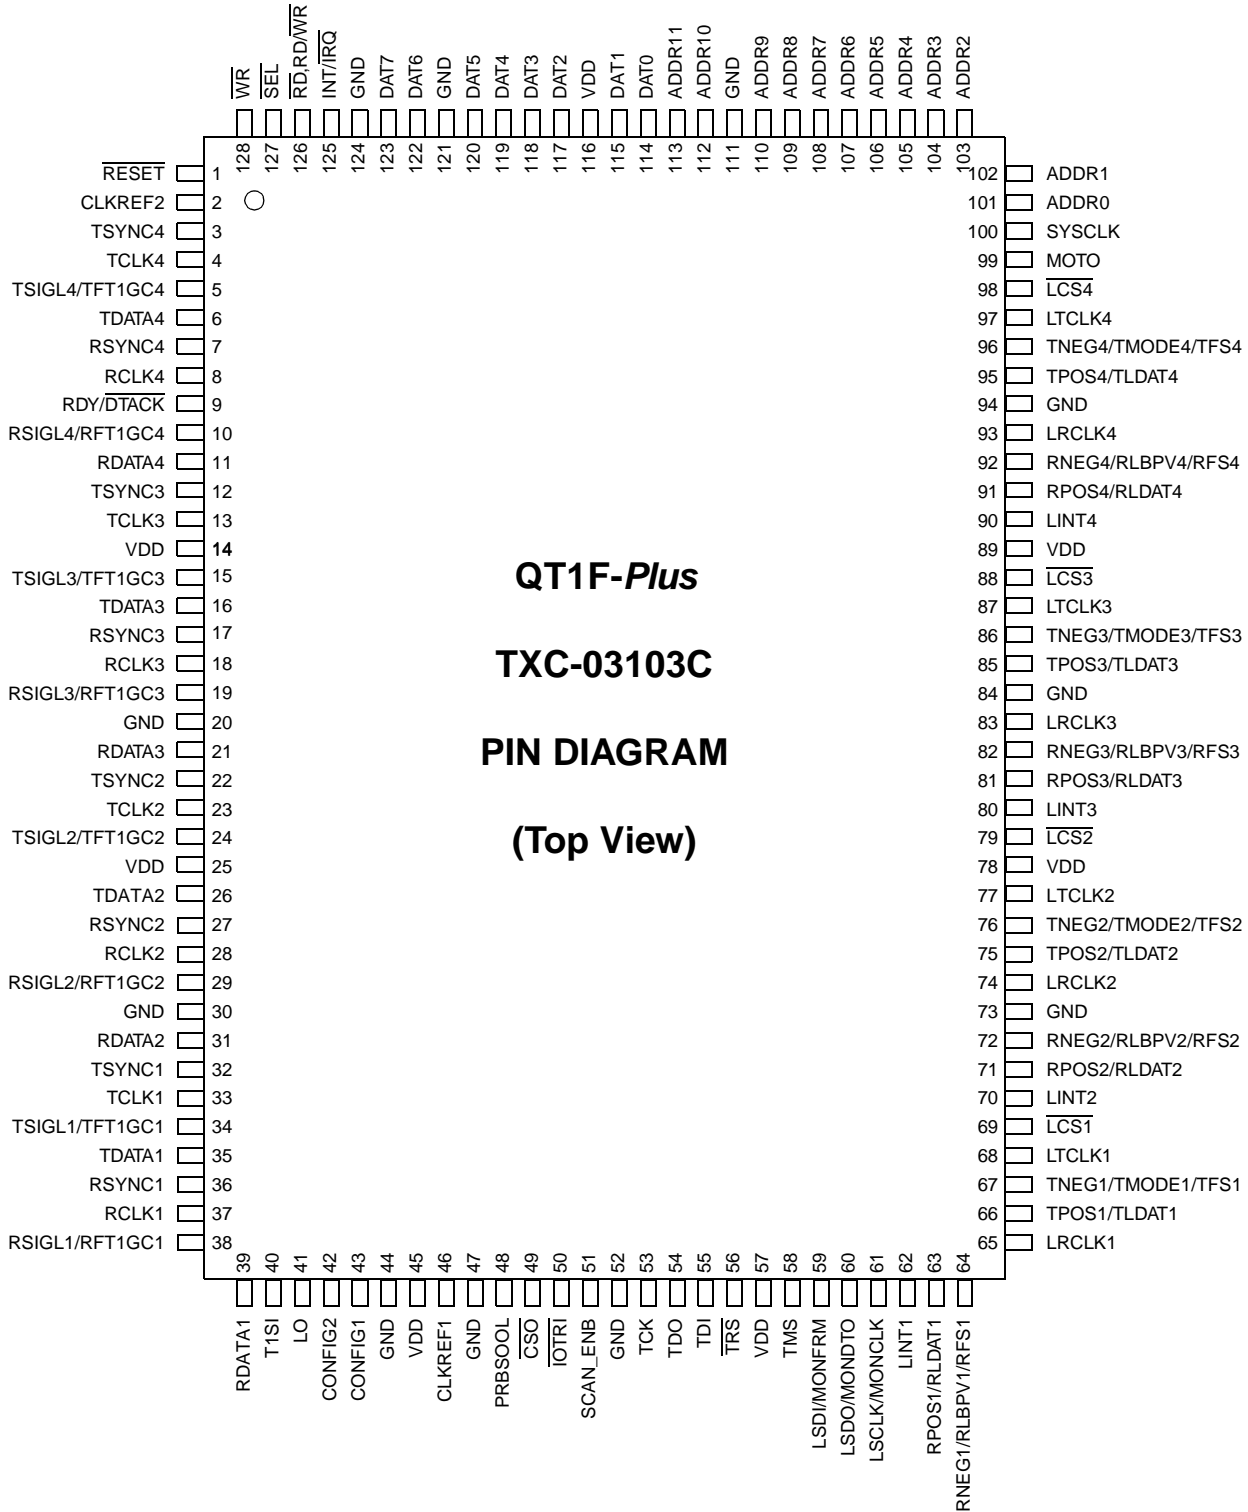 WR SEL RD,RD/WR INT/IRQ GND DAT7 DAT6 GND DAT5 DAT4 DAT3 DAT2 VDD DAT1 DAT0 ADDR11 ADDR10 GND ADDR9 ADDR8 ADDR7 ADDR6 ADDR5 ADDR4 ADDR3 ADDR2
128 127 126 125 124 123 122 121 120 119 118 117 116 115 114 113 112 111 110 109 108 107 106 105 104 103
RESET 1
CLKREF2 2
TSYNC4 3
TCLK4 4
TSIGL4/TFT1GC4 5
TDATA4 6
RSYNC4 7
RCLK4 8
RDY/DTACK 9
RSIGL4/RFT1GC4 10
RDATA4 11
TSYNC3 12
TCLK3 13
VDD 14
TSIGL3/TFT1GC3 15
TDATA3 16
RSYNC3 17
RCLK3 18
RSIGL3/RFT1GC3 19
GND 20
RDATA3 21
TSYNC2 22
TCLK2 23
TSIGL2/TFT1GC2 24
VDD 25
TDATA2 26
RSYNC2 27
RCLK2 28
RSIGL2/RFT1GC2 29
GND 30
RDATA2 31
TSYNC1 32
TCLK1 33
TSIGL1/TFT1GC1 34
TDATA1 35
RSYNC1 36
RCLK1 37
RSIGL1/RFT1GC1 38
QT1F-Plus
TXC-03103C
PIN DIAGRAM
(Top View)
102 ADDR1
101 ADDR0
100 SYSCLK
99 MOTO
98 LCS4
97 LTCLK4
96 TNEG4/TMODE4/TFS4
95 TPOS4/TLDAT4
94 GND
93 LRCLK4
92 RNEG4/RLBPV4/RFS4
91 RPOS4/RLDAT4
90 LINT4
89 VDD
88 LCS3
87 LTCLK3
86 TNEG3/TMODE3/TFS3
85 TPOS3/TLDAT3
84 GND
83 LRCLK3
82 RNEG3/RLBPV3/RFS3
81 RPOS3/RLDAT3
80 LINT3
79 LCS2
78 VDD
77 LTCLK2
76 TNEG2/TMODE2/TFS2
75 TPOS2/TLDAT2
74 LRCLK2
73 GND
72 RNEG2/RLBPV2/RFS2
71 RPOS2/RLDAT2
70 LINT2
69 LCS1
68 LTCLK1
67 TNEG1/TMODE1/TFS1
66 TPOS1/TLDAT1
65 LRCLK1
39 40 41 42 43 44 45 46 47 48 49 50 51 52 53 54 55 56 57 58 59 60 61 62 63 64
RDATA1 T1SI LO CONFIG2 CONFIG1 GND VDD CLKREF1 GND PRBSOOL CSO IOTRI SCAN_ENB GND TCK TDO TDI TRS VDD TMS LSDI/MONFRM LSDO/MONDTO LSCLK/MONCLK LINT1 RPOS1/RLDAT1 RNEG1/RLBPV1/RFS1